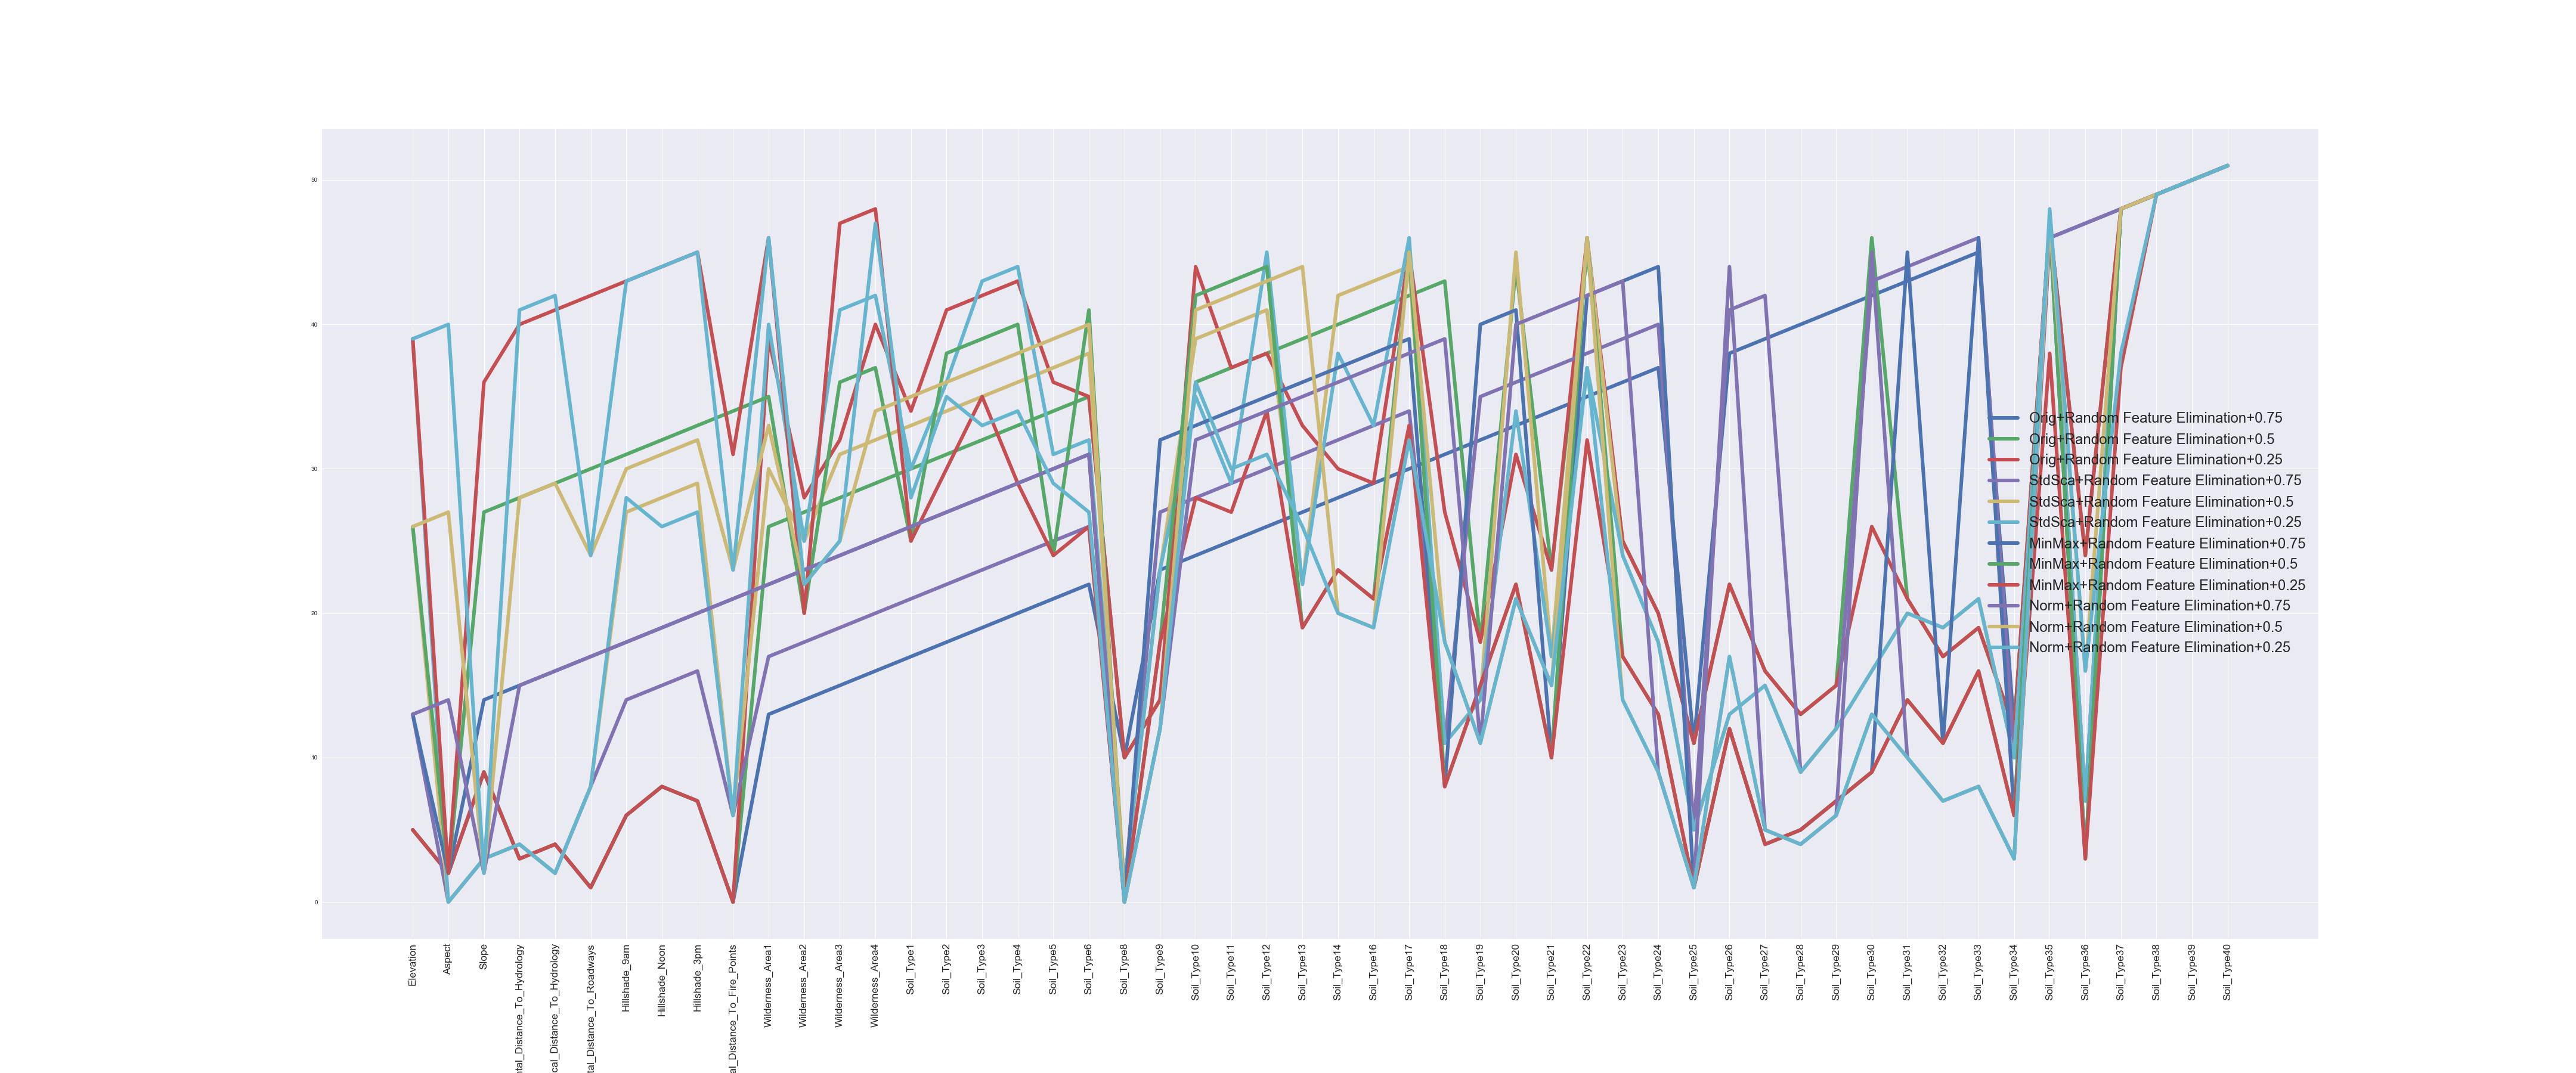 50
40
30
20
10
0
Orig+Random Feature Elimination+0.75
Orig+Random Feature Elimination+0.5
Orig+Random Feature Elimination+0.25
StdSca+Random Feature Elimination+0.75
StdSca+Random Feature Elimination+0.5
StdSca+Random Feature Elimination+0.25
MinMax+Random Feature Elimination+0.75
MinMax+Random Feature Elimination+0.5
MinMax+Random Feature Elimination+0.25
Norm+Random Feature Elimination+0.75
Norm+Random Feature Elimination+0.5
Norm+Random Feature Elimination+0.25
Elevation
Aspect
Slope
ntal_Distance_To_Hydrology
cal_Distance_To_Hydrology
tal_Distance_To_Roadways
Hillshade_9am
Hillshade_Noon
Hillshade_3pm
al_Distance_To_Fire_Points
Wilderness_Area1
Wilderness_Area2
Wilderness_Area3
Wilderness_Area4
Soil_Type1
Soil_Type2
Soil_Type3
Soil_Type4
Soil_Type5
Soil_Type6
Soil_Type8
Soil_Type9
Soil_Type10
Soil_Type11
Soil_Type12
Soil_Type13
Soil_Type14
Soil_Type16
Soil_Type17
Soil_Type18
Soil_Type19
Soil_Type20
Soil_Type21
Soil_Type22
Soil_Type23
Soil_Type24
Soil_Type25
Soil_Type26
Soil_Type27
Soil_Type28
Soil_Type29
Soil_Type30
Soil_Type31
Soil_Type32
Soil_Type33
Soil_Type34
Soil_Type35
Soil_Type36
Soil_Type37
Soil_Type38
Soil_Type39
Soil_Type40